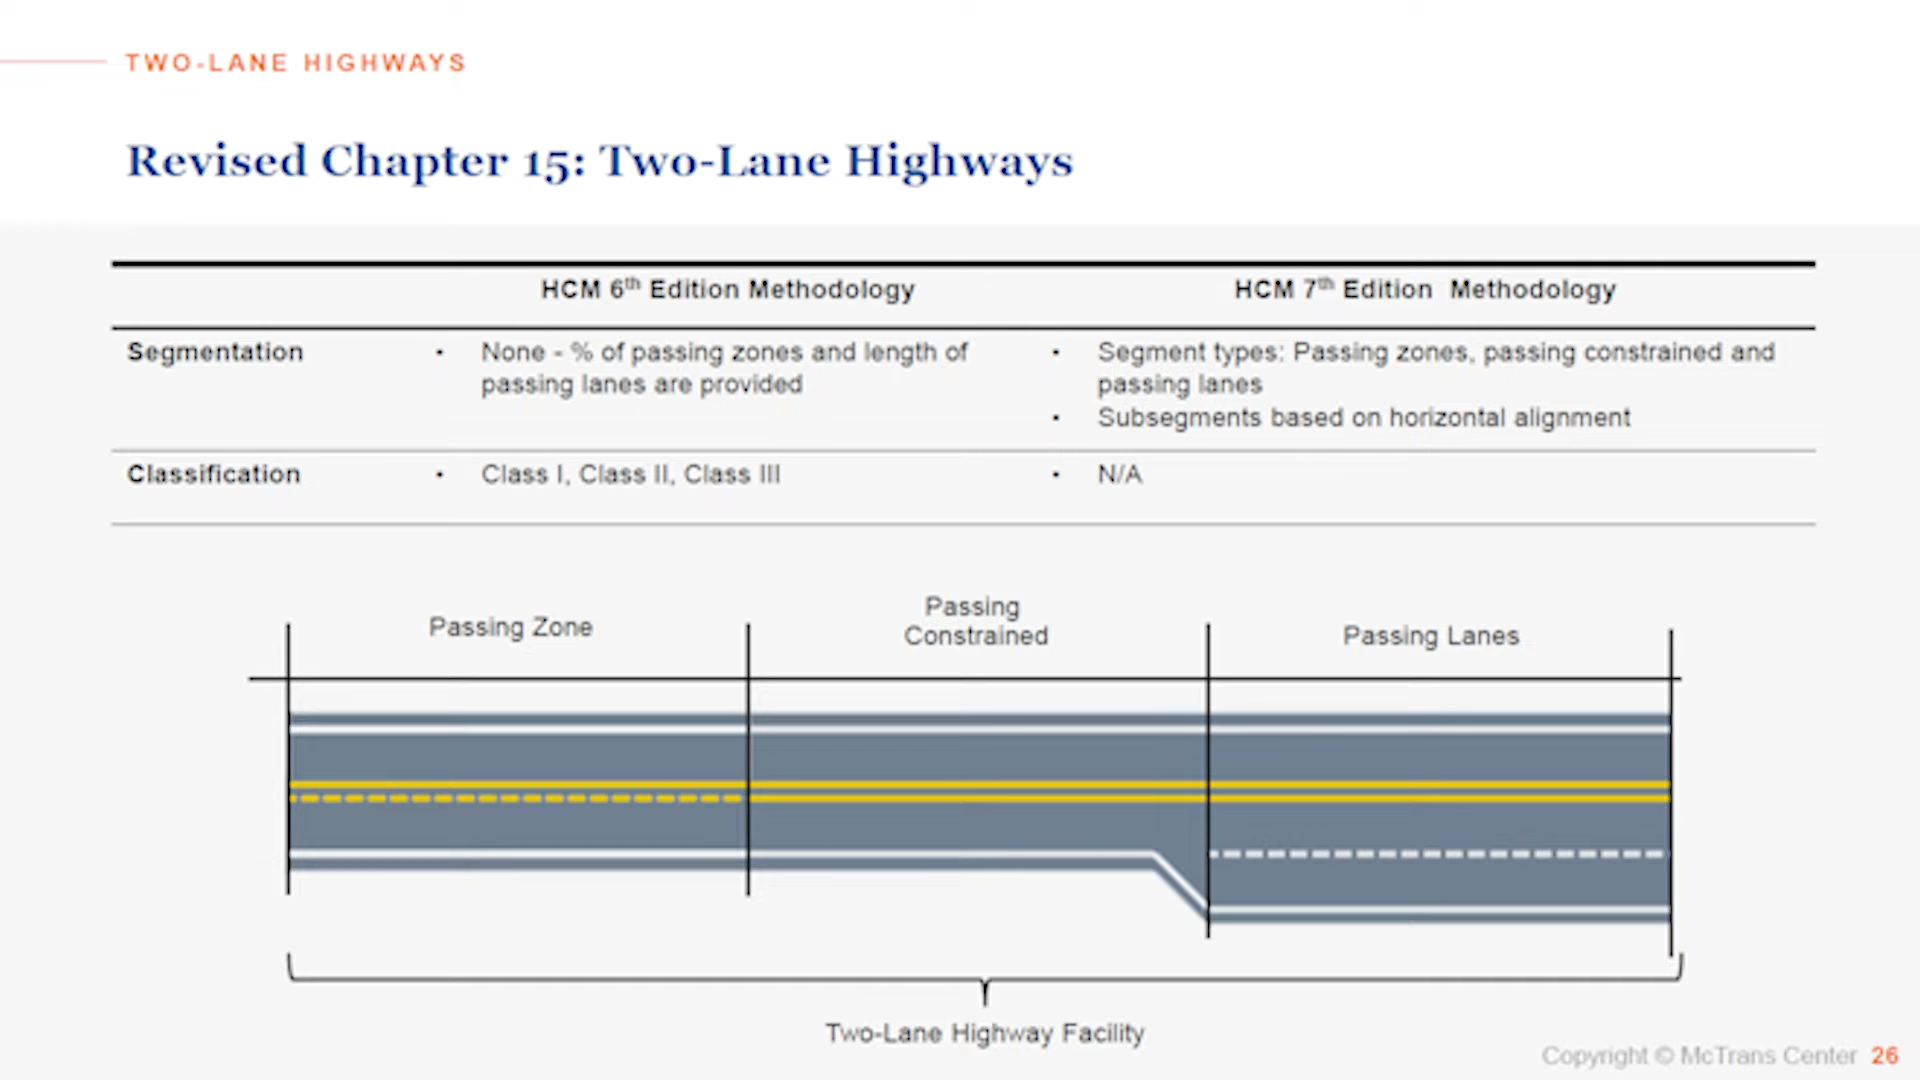 TWO-LANE HIGHWAYS
Revised Chapter 15: Two-Lane Highways
HCM 6th Edition Methodology
HCM 7th Edition Methodology
Segmentation
• None - % of passing zones and length of
passing lanes are provided
• Segment types: Passing zones, passing constrained and
passing lanes
• Subsegments based on horizontal alignment
Classification
• Class I, Class II, Class III
• N/A
Passing Zone
Passing
Constrained
Passing Lanes
Two-Lane Highway Facility
Copyright © McTrans Center 26